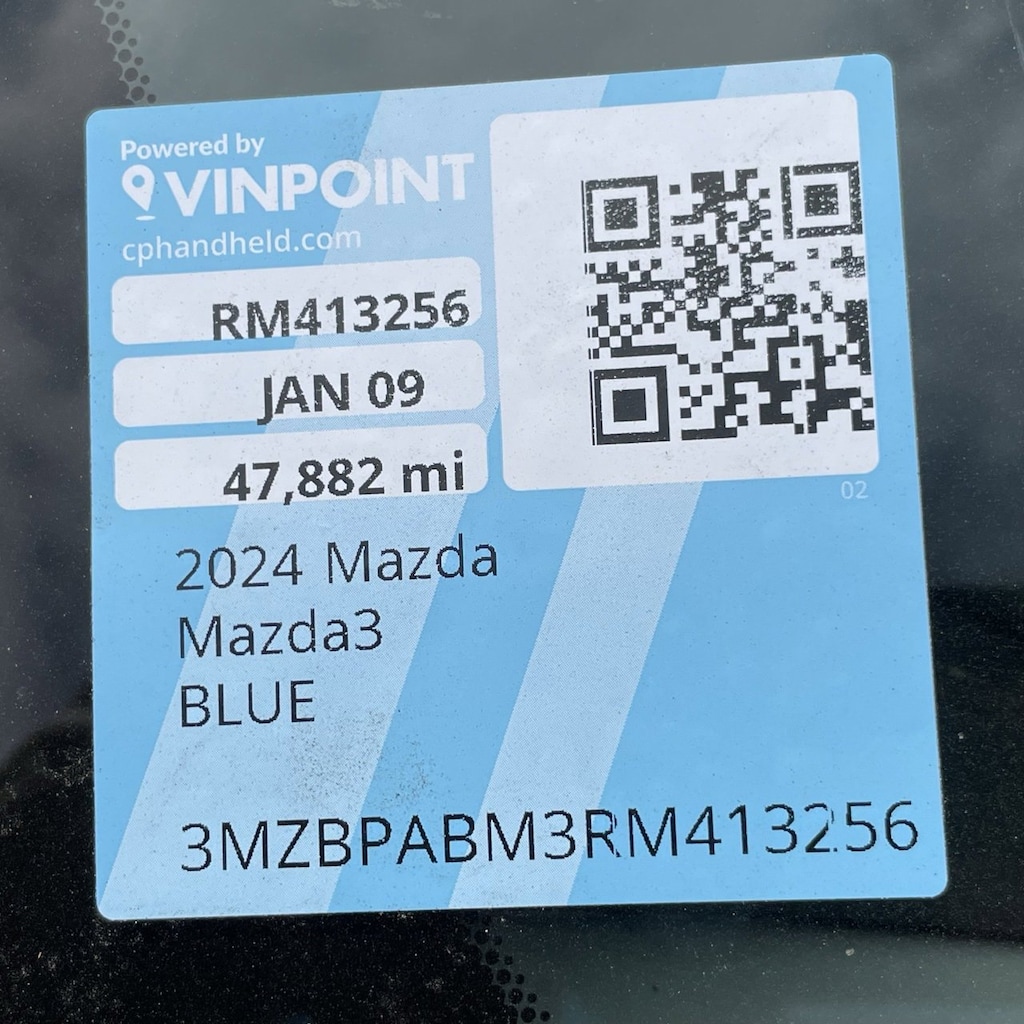 Powered by
VINPOINT
cphandheld.com
RM413256
JAN 09
47,882 mi
02
2024 Mazda
Mazda3
BLUE
3MZBPABM3RM413256